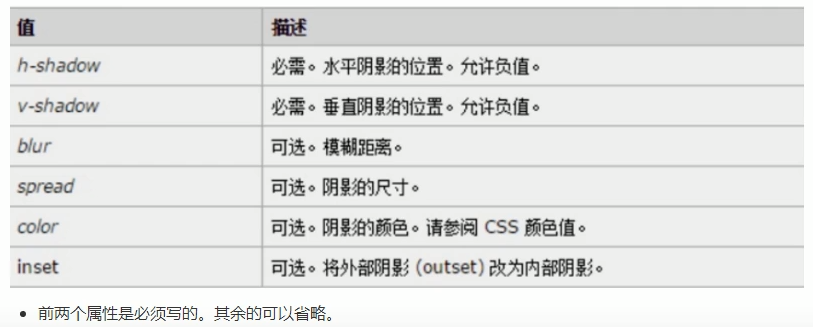 值 描述
h-shadow 必需。水平阴影的位置。允许负值。
v-shadow 必需。垂直阴影的位置。允许负值。
blur 可选。模糊距离。
spread 可选。阴影的尺寸。
color 可选。阴影的颜色。请参阅 CSS 颜色值。
inset 可选。将外部阴影 (outset) 改为内部阴影。
• 前两个属性是必须写的。其余的可以省略。